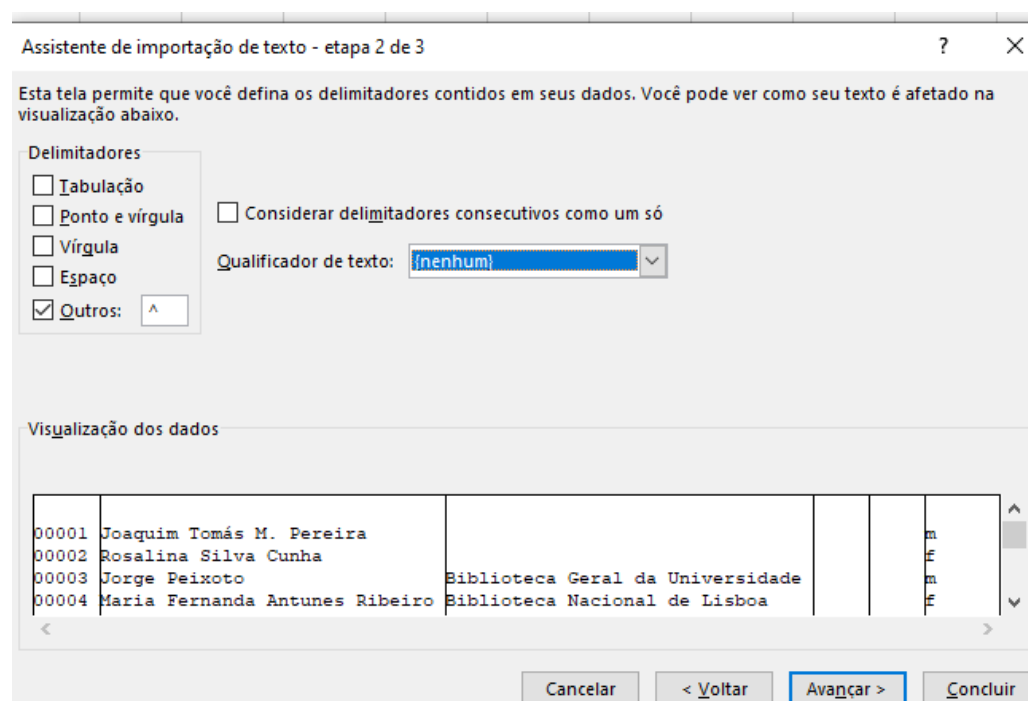 Assistente de importação de texto - etapa 2 de 3 ? ×
Esta tela permite que você defina os delimitadores contidos em seus dados. Você pode ver como seu texto é afetado na
visualização abaixo.
Delimitadores
Tabulação
Ponto e vírgula
Vírgula
Espaço
Outros: ^
Considerar delimitadores consecutivos como um só
Qualificador de texto: {nenhum}
Visualização dos dados
00001 Joaquim Tomás M. Pereira m
00002 Rosalina Silva Cunha f
00003 Jorge Peixoto Biblioteca Geral da Universidade m
00004 Maria Fernanda Antunes Ribeiro Biblioteca Nacional de Lisboa f
Cancelar < Voltar Avançar > Concluir